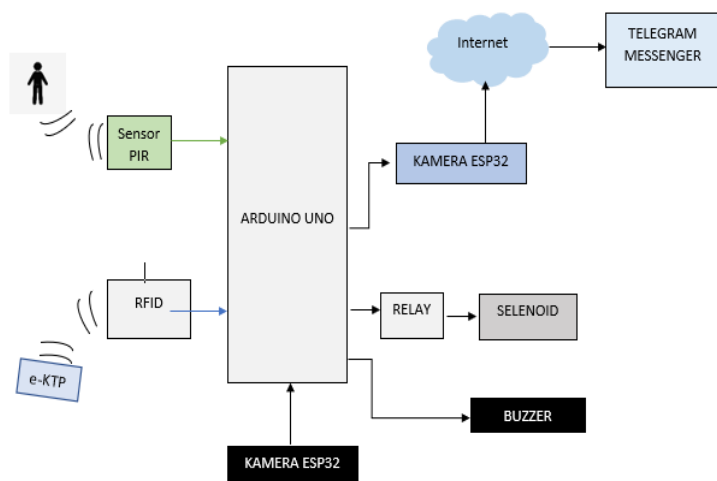 Internet
TELEGRAM
MESSENGER
Sensor
PIR
KAMERA ESP32
ARDUINO UNO
RFID
RELAY
SELENOID
e-KTP
BUZZER
KAMERA ESP32